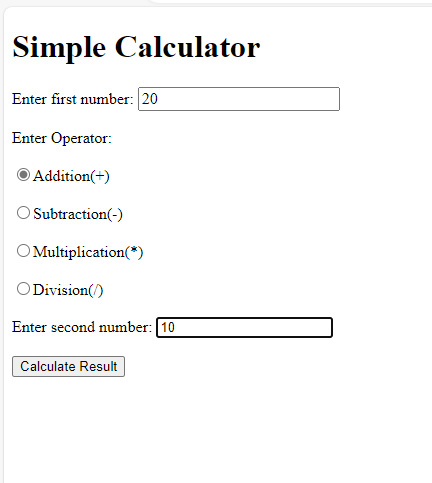 Simple Calculator
Enter first number: 20
Enter Operator:
Addition(+)
Subtraction(-)
Multiplication(*)
Division(/)
Enter second number: 10
Calculate Result